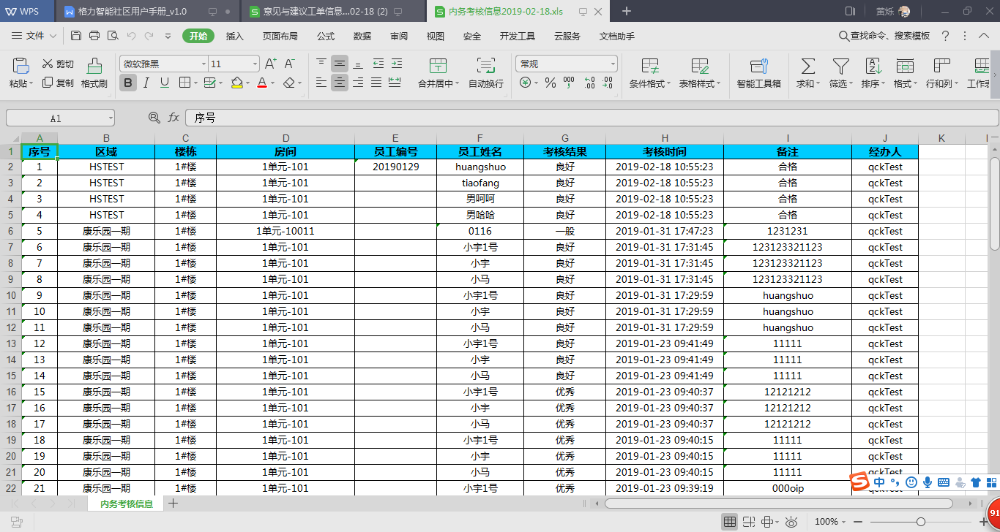 WPS 格力智能社区用户手册_v1.0 意见与建议工单信息...02-18 (2) 内务考核信息2019-02-18.xls 黄烁
文件 开始 插入 页面布局 公式 数据 审阅 视图 安全 开发工具 云服务 文档助手 查找命令、搜索模板
微软雅黑 11 A+ A- 常规
粘贴 剪切 复制 格式刷 B I U A 合并居中 自动换行 % 000 条件格式 表格样式 智能工具箱 求和 筛选 排序 格式 行和列 工作表
A1 fx 序号
A B C D E F G H I J K
1 序号 区域 楼栋 房间 员工编号 员工姓名 考核结果 考核时间 备注 经办人
2 1 HSTEST 1#楼 1单元-101 20190129 huangshuo 良好 2019-02-18 10:55:23 合格 qckTest
3 2 HSTEST 1#楼 1单元-101 tiaofang 良好 2019-02-18 10:55:23 合格 qckTest
4 3 HSTEST 1#楼 1单元-101 男呵呵 良好 2019-02-18 10:55:23 合格 qckTest
5 4 HSTEST 1#楼 1单元-101 男哈哈 良好 2019-02-18 10:55:23 合格 qckTest
6 5 康乐园一期 1#楼 1单元-10011 0116 一般 2019-01-31 17:47:23 1231231 qckTest
7 6 康乐园一期 1#楼 1单元-101 小宇1号 良好 2019-01-31 17:31:45 123123321123 qckTest
8 7 康乐园一期 1#楼 1单元-101 小宇 良好 2019-01-31 17:31:45 123123321123 qckTest
9 8 康乐园一期 1#楼 1单元-101 小马 良好 2019-01-31 17:31:45 123123321123 qckTest
10 9 康乐园一期 1#楼 1单元-101 小宇1号 良好 2019-01-31 17:29:59 huangshuo qckTest
11 10 康乐园一期 1#楼 1单元-101 小宇 良好 2019-01-31 17:29:59 huangshuo qckTest
12 11 康乐园一期 1#楼 1单元-101 小马 良好 2019-01-31 17:29:59 huangshuo qckTest
13 12 康乐园一期 1#楼 1单元-101 小宇1号 良好 2019-01-23 09:41:49 11111 qckTest
14 13 康乐园一期 1#楼 1单元-101 小宇 良好 2019-01-23 09:41:49 11111 qckTest
15 14 康乐园一期 1#楼 1单元-101 小马 良好 2019-01-23 09:41:49 11111 qckTest
16 15 康乐园一期 1#楼 1单元-101 小宇1号 优秀 2019-01-23 09:40:37 12121212 qckTest
17 16 康乐园一期 1#楼 1单元-101 小宇 优秀 2019-01-23 09:40:37 12121212 qckTest
18 17 康乐园一期 1#楼 1单元-101 小马 优秀 2019-01-23 09:40:37 12121212 qckTest
19 18 康乐园一期 1#楼 1单元-101 小宇1号 优秀 2019-01-23 09:40:15 11111 qckTest
20 19 康乐园一期 1#楼 1单元-101 小宇 优秀 2019-01-23 09:40:15 11111 qckTest
21 20 康乐园一期 1#楼 1单元-101 小马 优秀 2019-01-23 09:40:15 11111 qckTest
22 21 康乐园一期 1#楼 1单元-101 小宇1号 优秀 2019-01-23 09:39:19 000oip qckTest
中
内务考核信息
91
100%